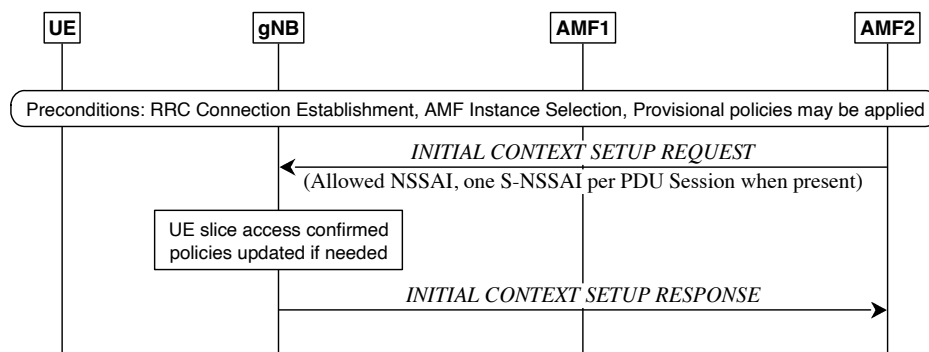 UE gNB AMF1 AMF2
Preconditions: RRC Connection Establishment, AMF Instance Selection, Provisional policies may be applied
INITIAL CONTEXT SETUP REQUEST
(Allowed NSSAI, one S-NSSAI per PDU Session when present)
UE slice access confirmed
policies updated if needed
INITIAL CONTEXT SETUP RESPONSE